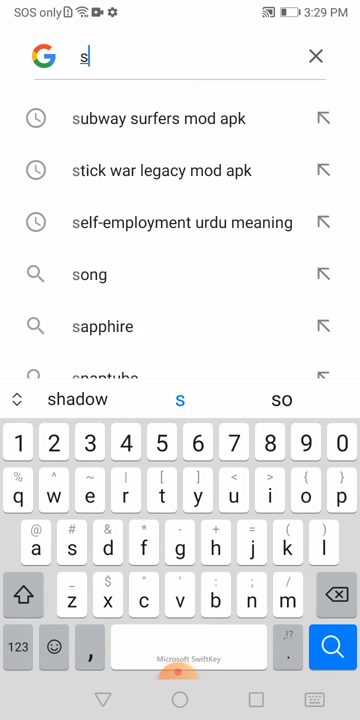 SOS only 3:29 PM
s
subway surfers mod apk
stick war legacy mod apk
self-employment urdu meaning
song
sapphire
snaptube
shadow s so
1 2 3 4 5 6 7 8 9 0
% ^ ~ | [ ] < > { }
q w e r t y u i o p
@ # & * - + = ( )
a s d f g h j k l
_ $ " ' : ; /
z x c v b n m
123 , Microsoft SwiftKey ,!? .